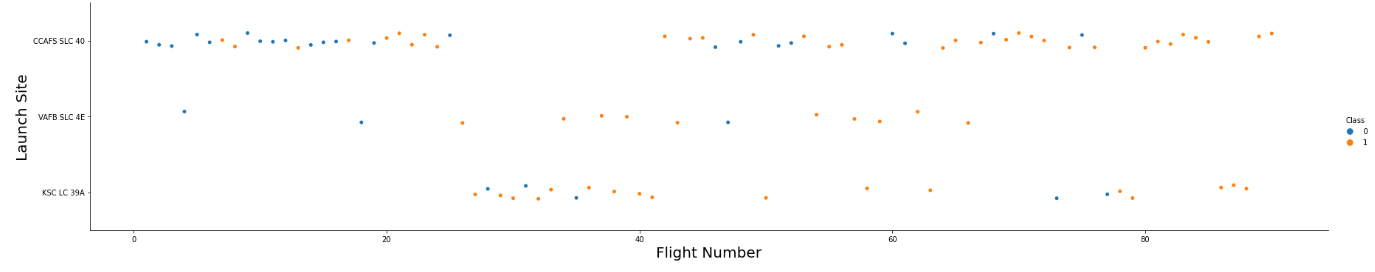 CCAFS SLC 40
VAFB SLC 4E
KSC LC 39A
Launch Site
0 20 40 60 80
Flight Number
Class
0
1